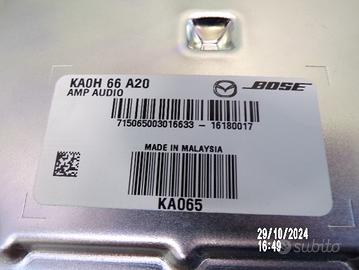 KA0H 66 A20
AMP AUDIO
BOSE
715065003016633 - 16180017
MADE IN MALAYSIA
KA065
29/10/2024
16:49
subito